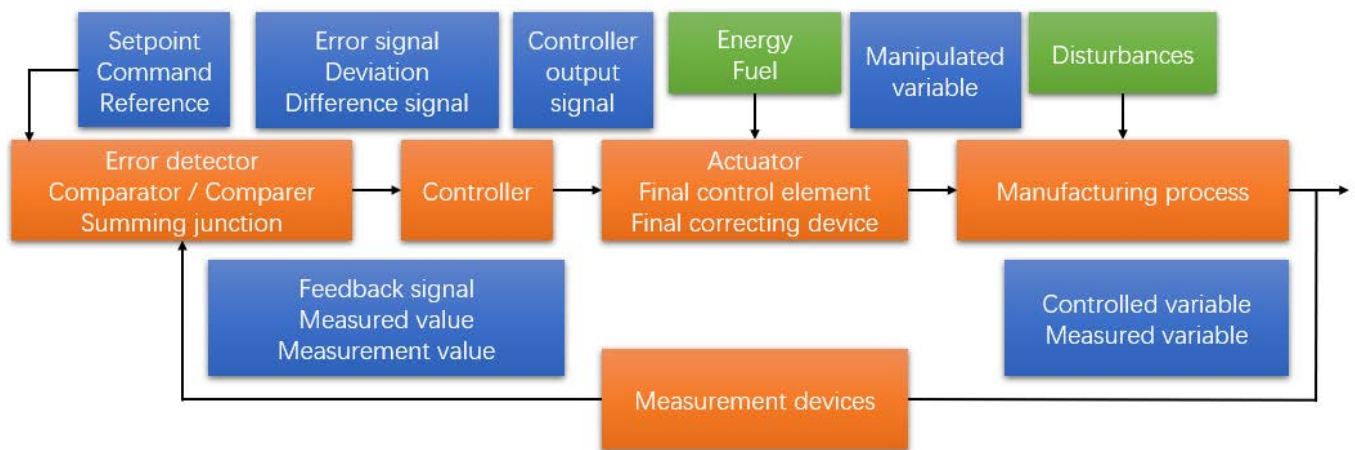 Setpoint
Command
Reference
Error signal
Deviation
Difference signal
Controller
output
signal
Energy
Fuel
Manipulated
variable
Disturbances
Error detector
Comparator / Comparer
Summing junction
Controller
Actuator
Final control element
Final correcting device
Manufacturing process
Feedback signal
Measured value
Measurement value
Controlled variable
Measured variable
Measurement devices